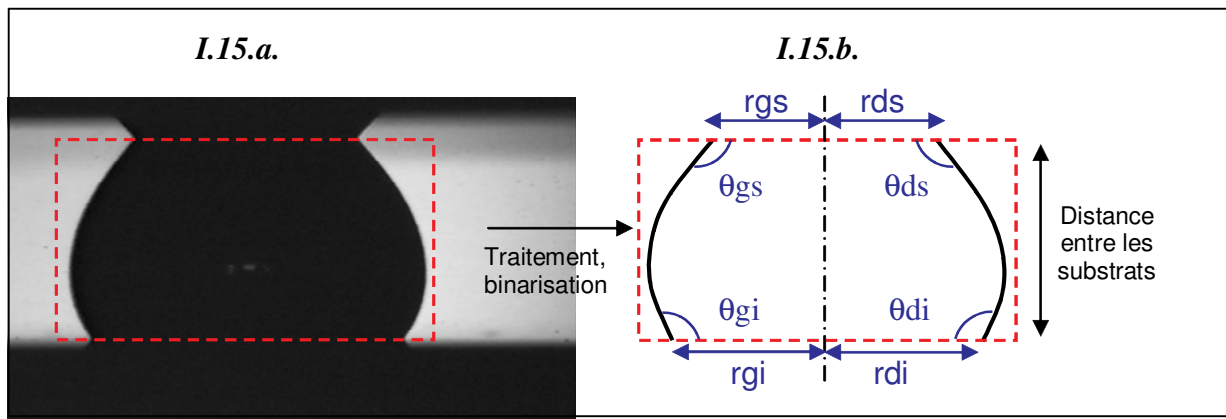 I.15.a.
I.15.b.
rgs
rds
θgs
θds
Traitement,
binarisation
Distance
entre les
substrats
θgi
θdi
rgi
rdi